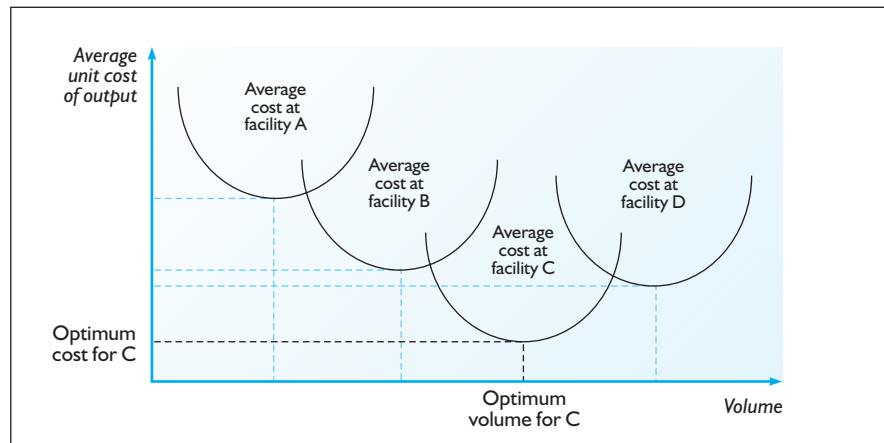 Average
unit cost
of output
Average
cost at
facility A
Average
cost at
facility B
Average
cost at
facility C
Average
cost at
facility D
Optimum
cost for C
Optimum
volume for C
Volume